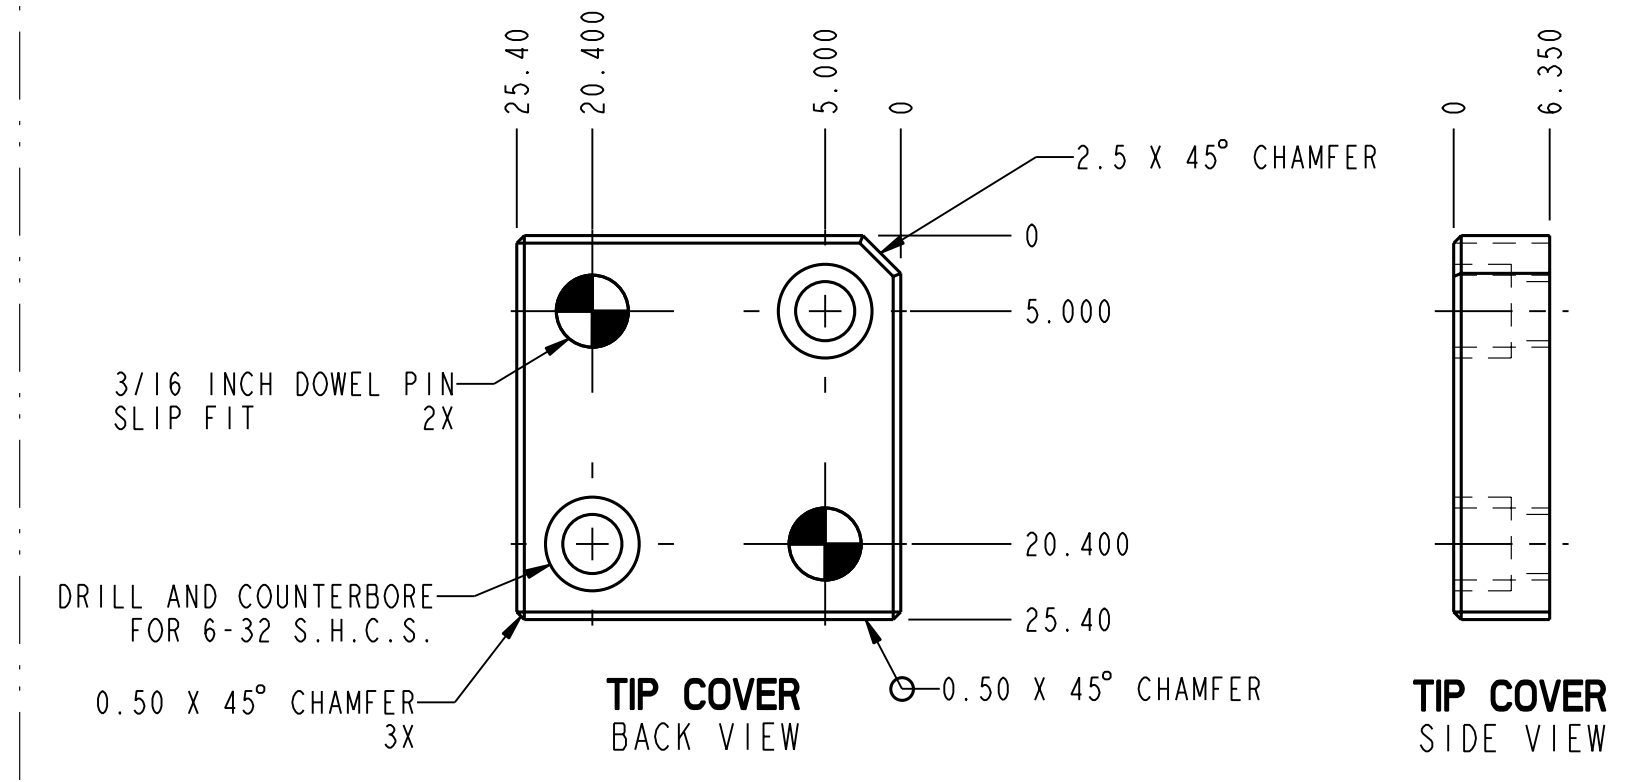 25.40
20.400
5.000
0
0
6.350
2.5 X 45° CHAMFER
0
5.000
3/16 INCH DOWEL PIN
SLIP FIT 2X
20.400
DRILL AND COUNTERBORE
FOR 6-32 S.H.C.S.
25.40
0.50 X 45° CHAMFER
3X
0.50 X 45° CHAMFER
TIP COVER
BACK VIEW
TIP COVER
SIDE VIEW